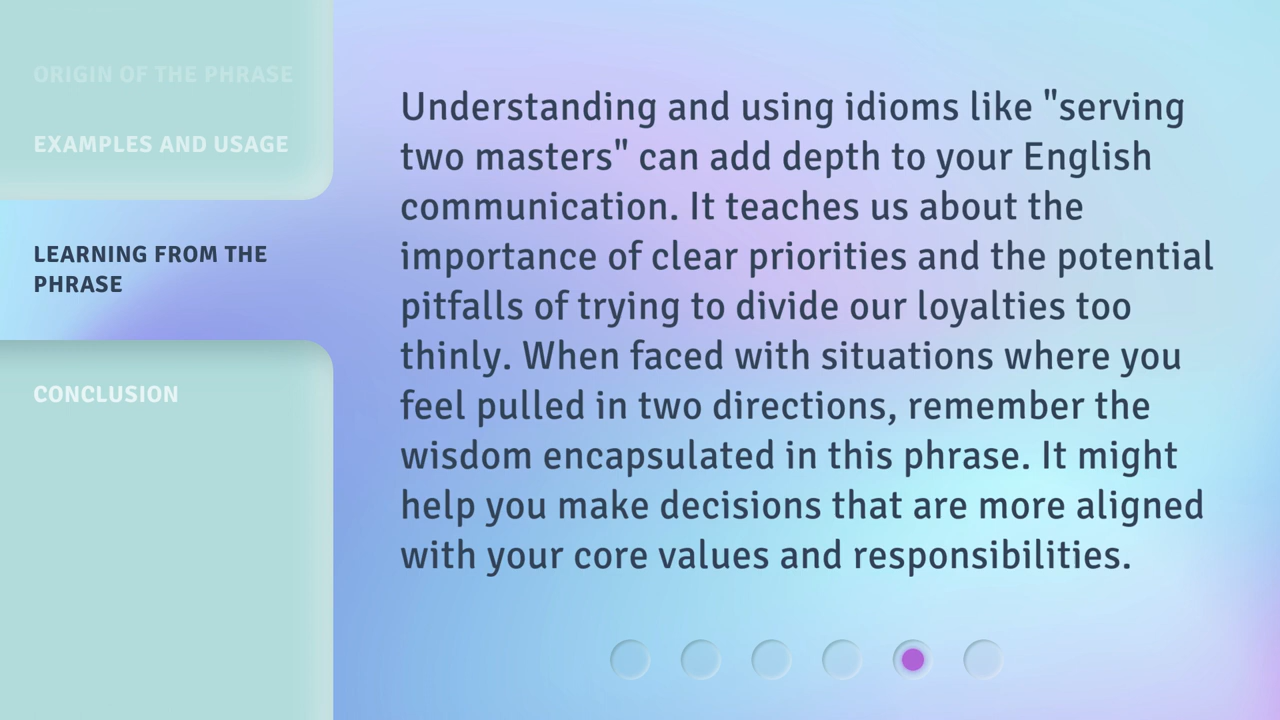 ORIGIN OF THE PHRASE
EXAMPLES AND USAGE
LEARNING FROM THE
PHRASE
CONCLUSION
Understanding and using idioms like "serving
two masters" can add depth to your English
communication. It teaches us about the
importance of clear priorities and the potential
pitfalls of trying to divide our loyalties too
thinly. When faced with situations where you
feel pulled in two directions, remember the
wisdom encapsulated in this phrase. It might
help you make decisions that are more aligned
with your core values and responsibilities.